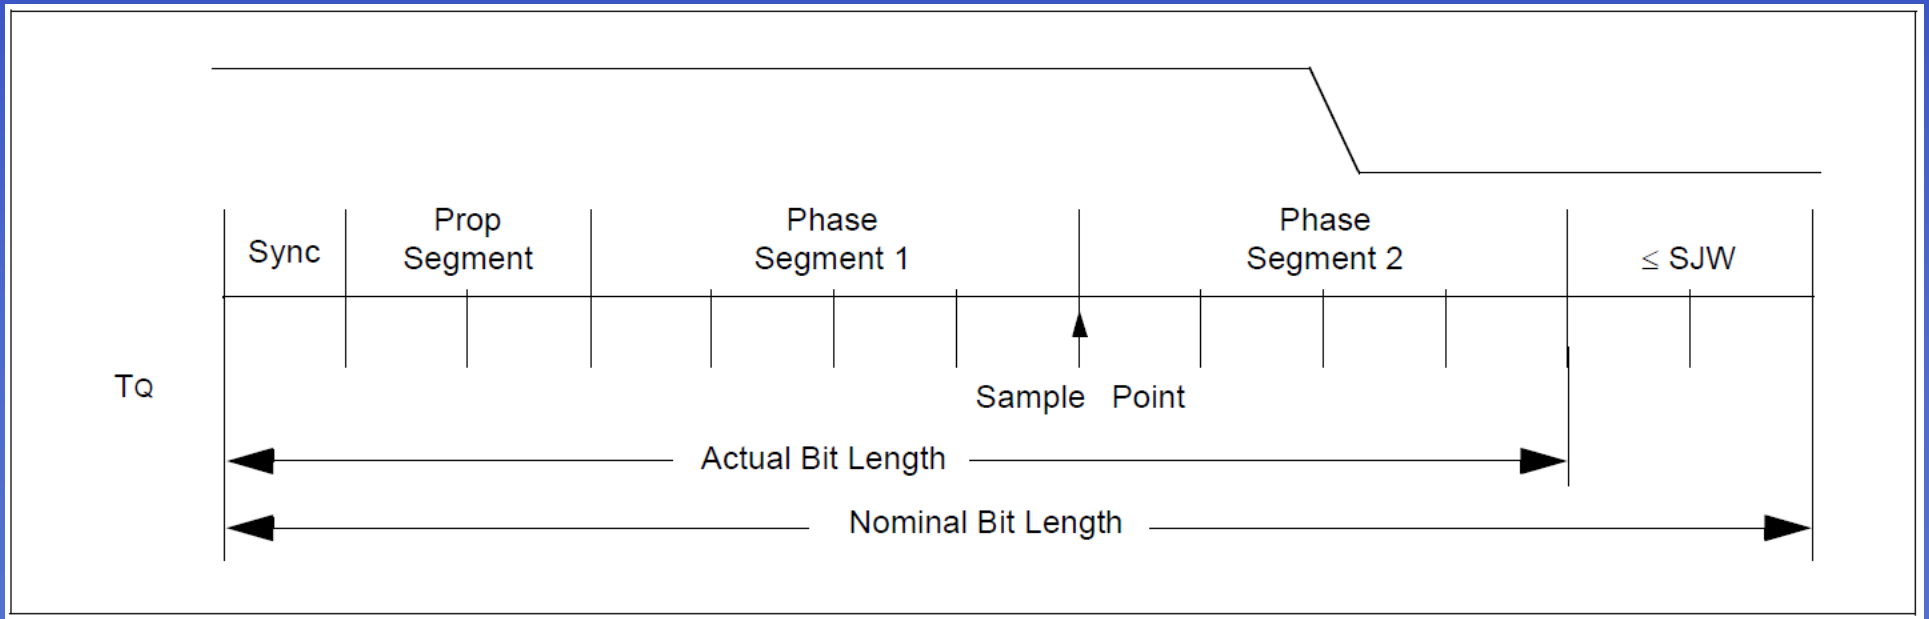 Sync
Prop
Segment
Phase
Segment 1
Phase
Segment 2
≤ SJW
TQ
Sample Point
Actual Bit Length
Nominal Bit Length